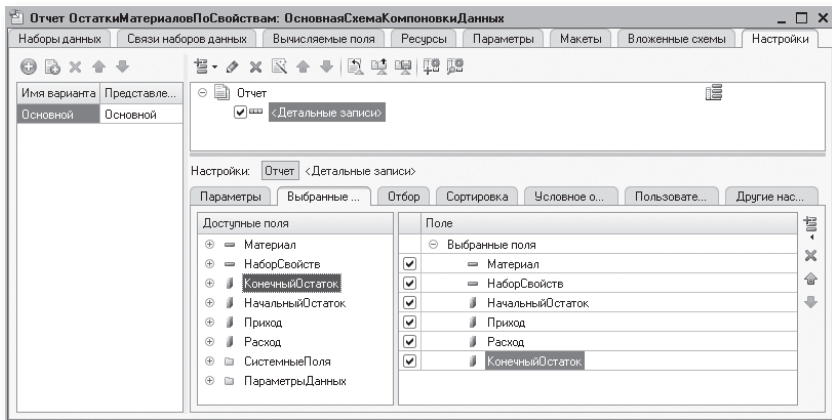 Отчет ОстаткиМатериаловПоСвойствам: ОсновнаяСхемаКомпоновкиДанных
Наборы данных Связи наборов данных Вычисляемые поля Ресурсы Параметры Макеты Вложенные схемы Настройки
Имя варианта Представле...
Основной Основной
Отчет
<Детальные записи>
Настройки: Отчет <Детальные записи>
Параметры Выбранные ... Отбор Сортировка Условное о... Пользовате... Другие нас...
Доступные поля
Материал
НаборСвойств
КонечныйОстаток
НачальныйОстаток
Приход
Расход
СистемныеПоля
ПараметрыДанных
Поле
Выбранные поля
Материал
НаборСвойств
НачальныйОстаток
Приход
Расход
КонечныйОстаток